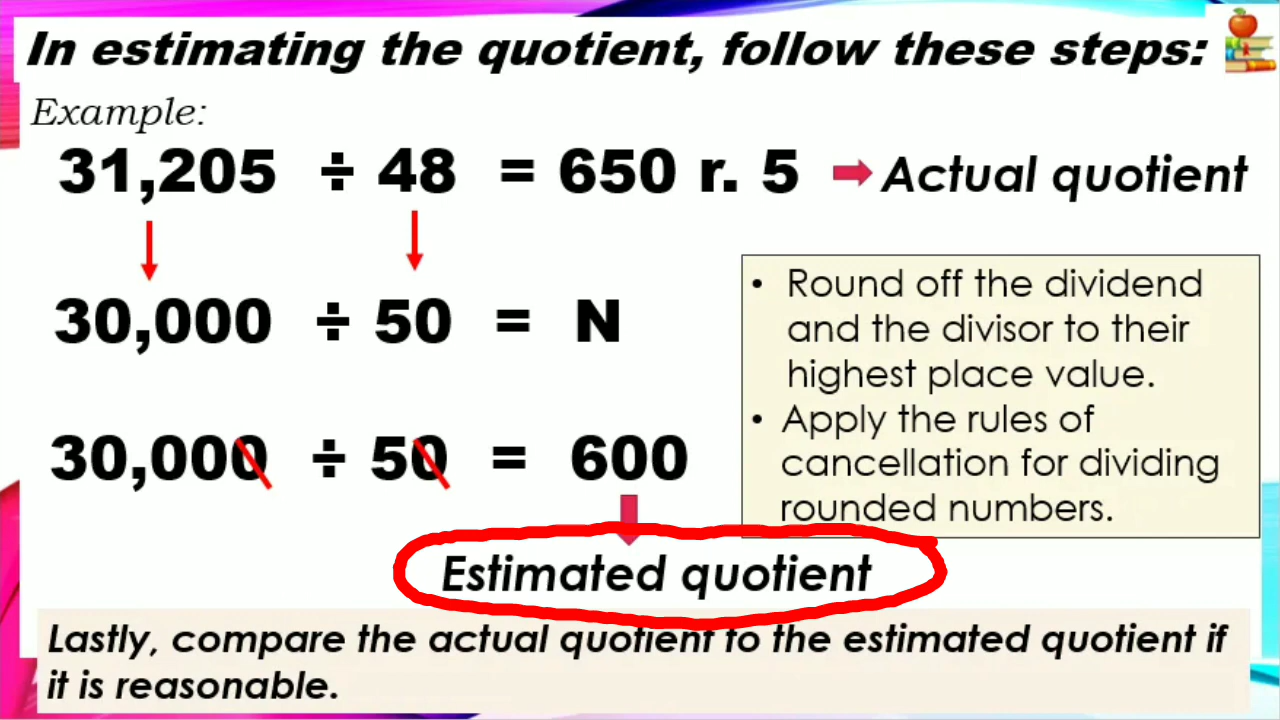 In estimating the quotient, follow these steps:
Example:
31,205 ÷ 48 = 650 r. 5 Actual quotient
30,000 ÷ 50 = N
30,000 ÷ 50 = 600
• Round off the dividend
and the divisor to their
highest place value.
• Apply the rules of
cancellation for dividing
rounded numbers.
Estimated quotient
Lastly, compare the actual quotient to the estimated quotient if
it is reasonable.